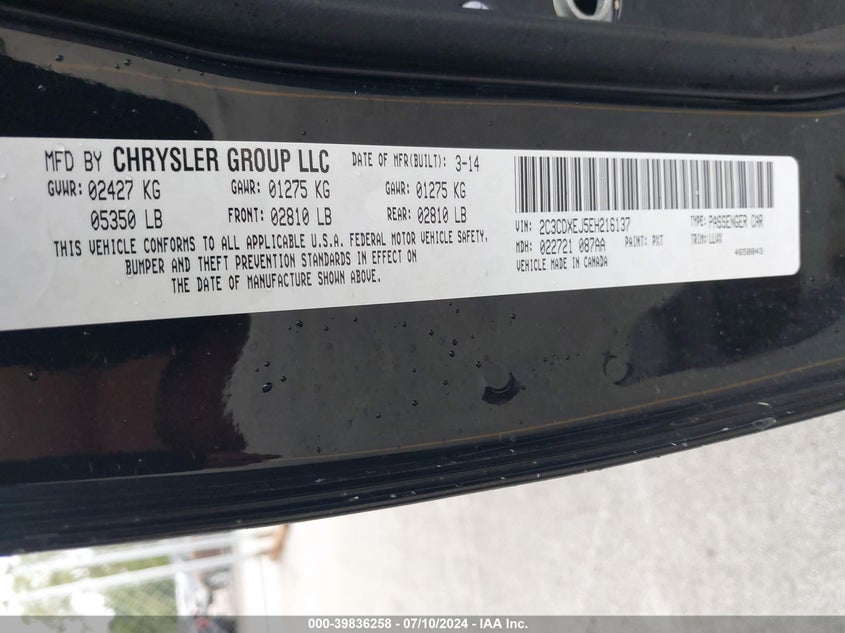 MFD BY CHRYSLER GROUP LLC DATE OF MFR(BUILT): 3-14
GVWR: 02427 KG GAWR: 01275 KG GAWR: 01275 KG
05350 LB FRONT: 02810 LB REAR: 02810 LB
THIS VEHICLE CONFORMS TO ALL APPLICABLE U.S.A. FEDERAL MOTOR VEHICLE SAFETY,
BUMPER AND THEFT PREVENTION STANDARDS IN EFFECT ON
THE DATE OF MANUFACTURE SHOWN ABOVE.
VIN: 2C3CDXEJ5EH216137 TYPE: PASSENGER CAR
MDH: 022721 087AA PAINT: PXT TRIM: LLVX
VEHICLE MADE IN CANADA 4658843
000-39836258 - 07/10/2024 - IAA Inc.